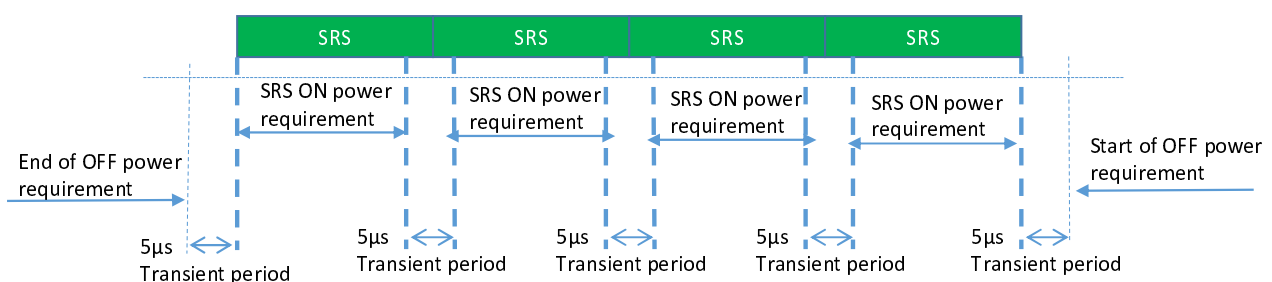 SRS SRS SRS SRS
SRS ON power
requirement
SRS ON power
requirement
SRS ON power
requirement
SRS ON power
requirement
End of OFF power
requirement
Start of OFF power
requirement
5µs
Transient period
5µs
Transient period
5µs
Transient period
5µs
Transient period
5µs
Transient period